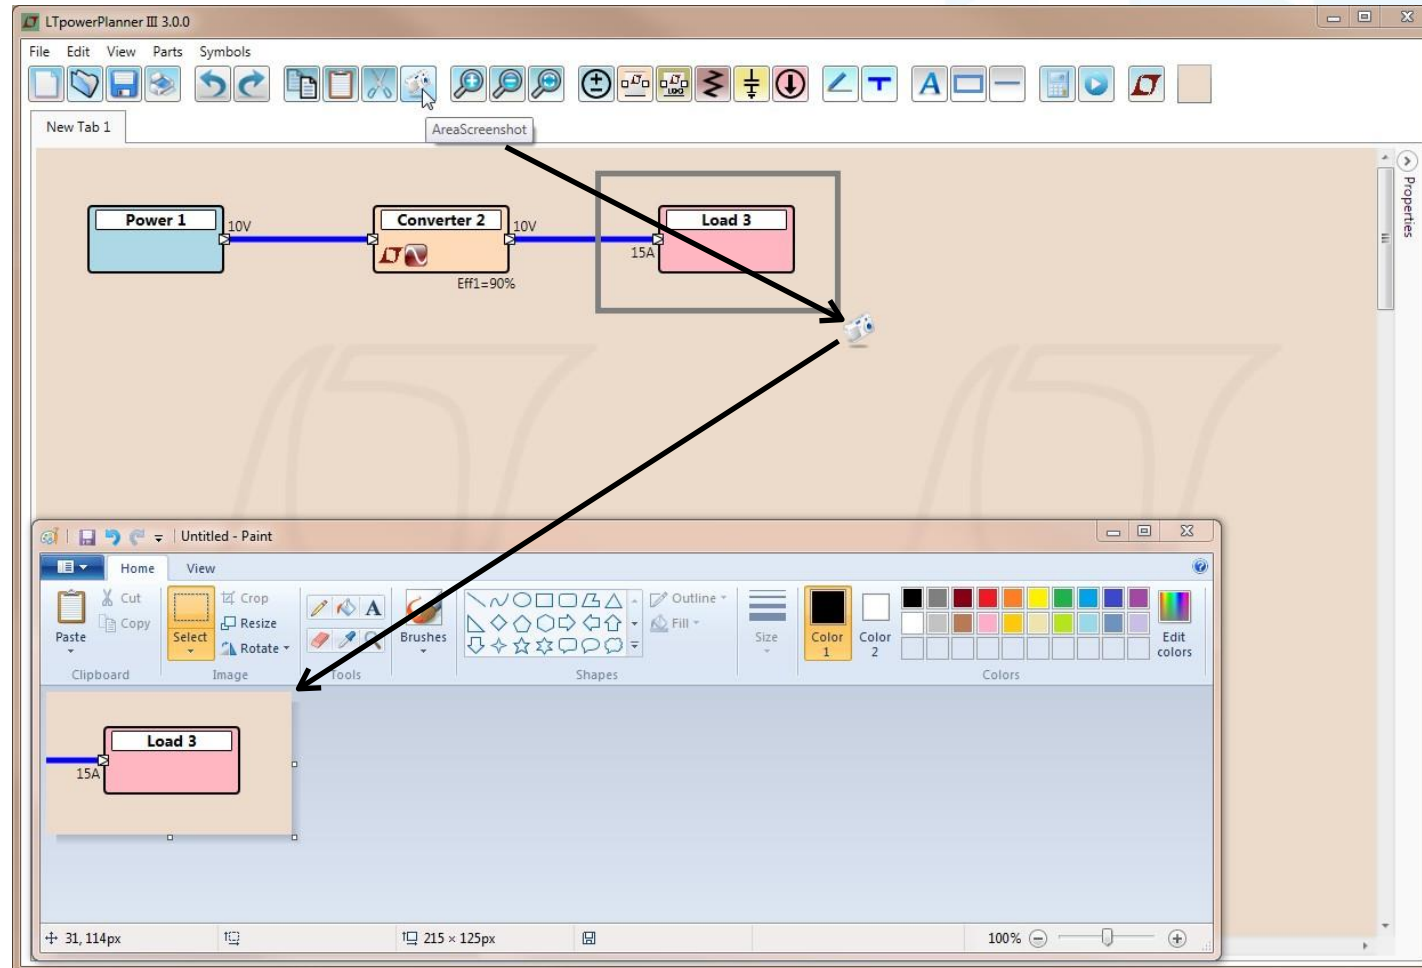 LTpowerPlanner III 3.0.0
File Edit View Parts Symbols
LDO
A
New Tab 1
AreaScreenshot
Properties
Power 1
10V
Converter 2
10V
Load 3
15A
Eff1=90%
Untitled - Paint
Home View
Paste
Cut
Copy
Clipboard
Select
Crop
Resize
Rotate
Image
A
Tools
Brushes
Outline
Fill
Shapes
Size
Color
1
Color
2
Edit
colors
Colors
Load 3
15A
31, 114px
215 × 125px
100%